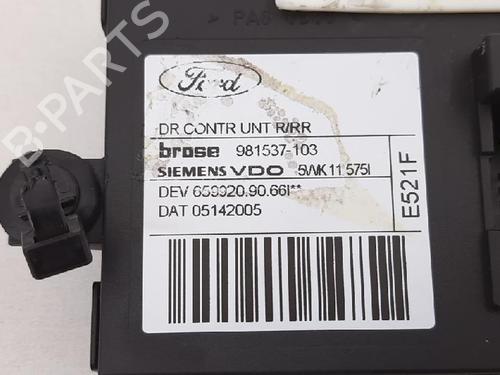 Ford
DR CONTR UNT R/RR
brose 981537-103
SIEMENS VDO 5WK11575I
DEV 659920.90.66I**
DAT 05142005
E521F
B-PARTS